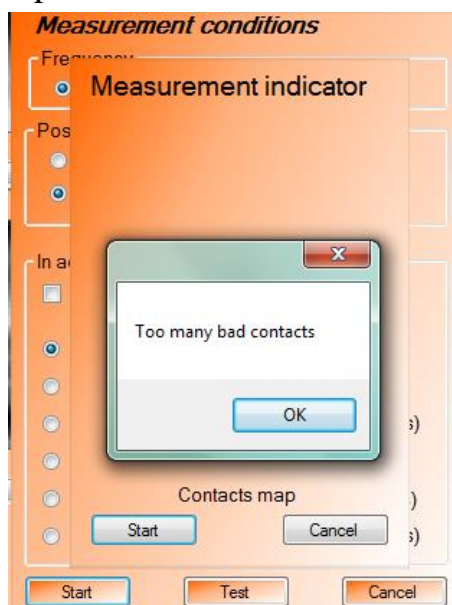 Measurement conditions
Measurement indicator
Too many bad contacts
OK
Contacts map
Start Cancel
Start Test Cancel